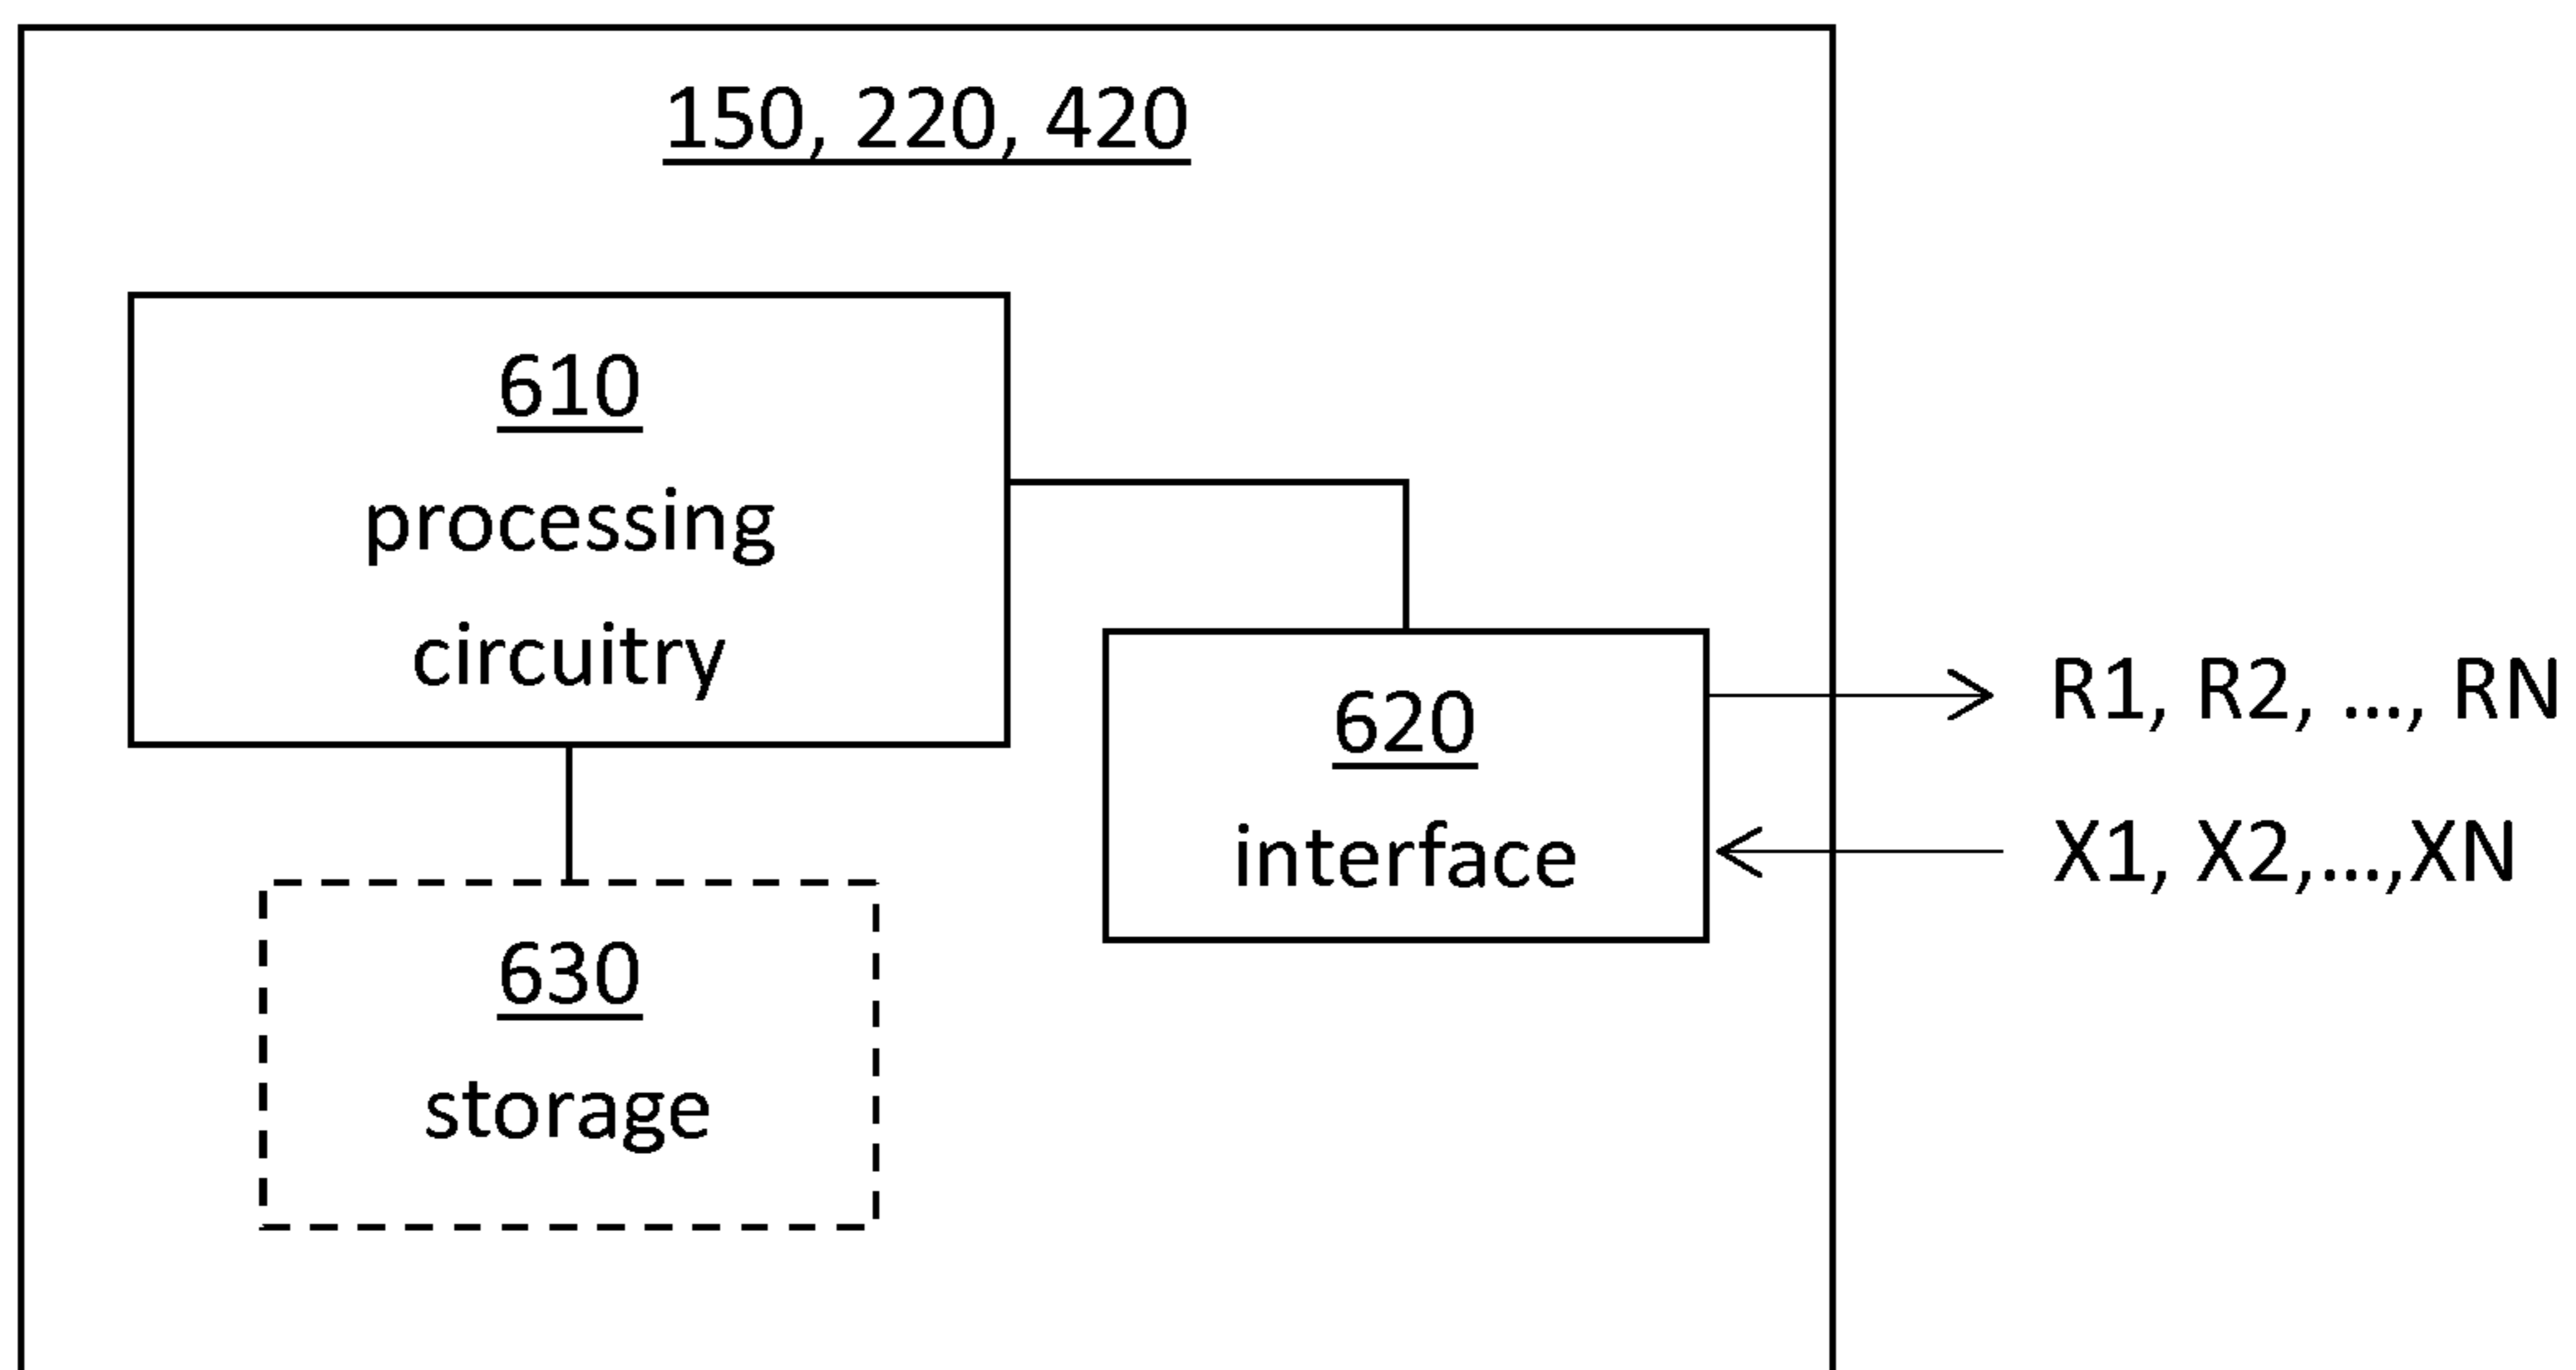 150, 220, 420
610
processing
circuitry
620
interface
R1, R2, ..., RN
X1, X2,...,XN
630
storage